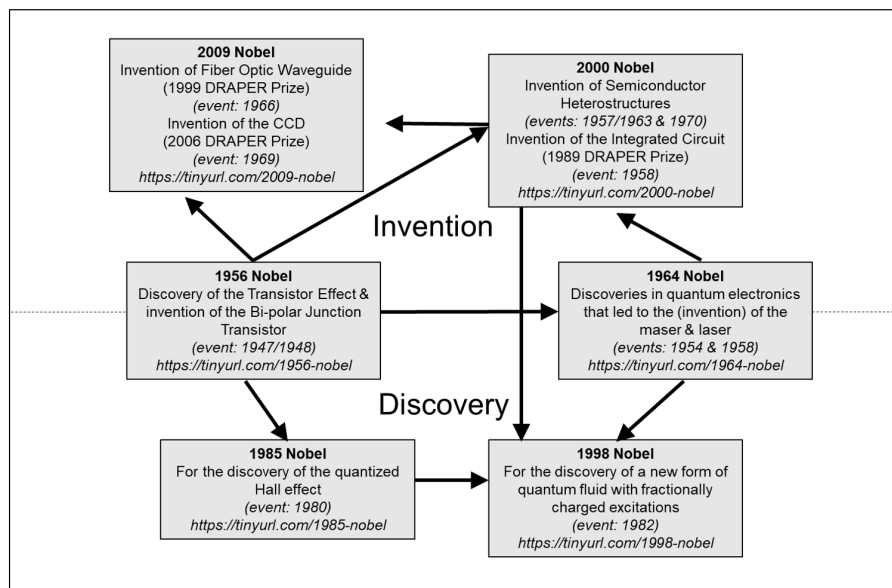 2009 Nobel
Invention of Fiber Optic Waveguide
(1999 DRAPER Prize)
(event: 1966)
Invention of the CCD
(2006 DRAPER Prize)
(event: 1969)
https://tinyurl.com/2009-nobel
2000 Nobel
Invention of Semiconductor
Heterostructures
(events: 1957/1963 & 1970)
Invention of the Integrated Circuit
(1989 DRAPER Prize)
(event: 1958)
https://tinyurl.com/2000-nobel
Invention
1956 Nobel
Discovery of the Transistor Effect &
invention of the Bi-polar Junction
Transistor
(event: 1947/1948)
https://tinyurl.com/1956-nobel
1964 Nobel
Discoveries in quantum electronics
that led to the (invention) of the
maser & laser
(events: 1954 & 1958)
https://tinyurl.com/1964-nobel
Discovery
1985 Nobel
For the discovery of the quantized
Hall effect
(event: 1980)
https://tinyurl.com/1985-nobel
1998 Nobel
For the discovery of a new form of
quantum fluid with fractionally
charged excitations
(event: 1982)
https://tinyurl.com/1998-nobel